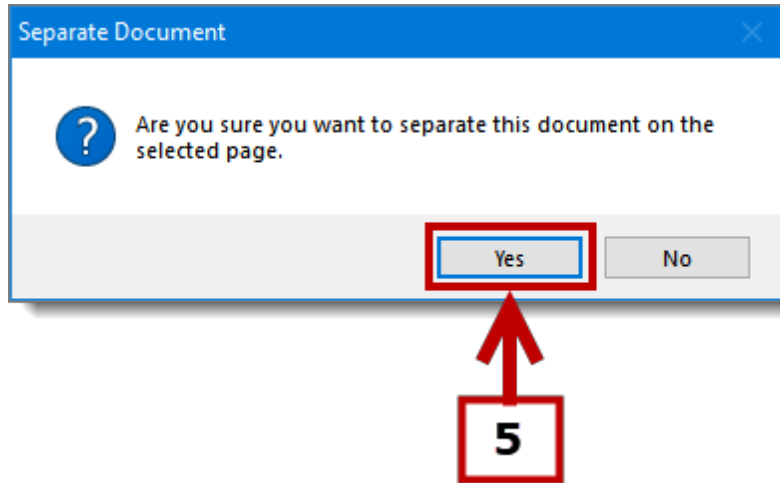 Separate Document
Are you sure you want to separate this document on the
selected page.
Yes
No
5